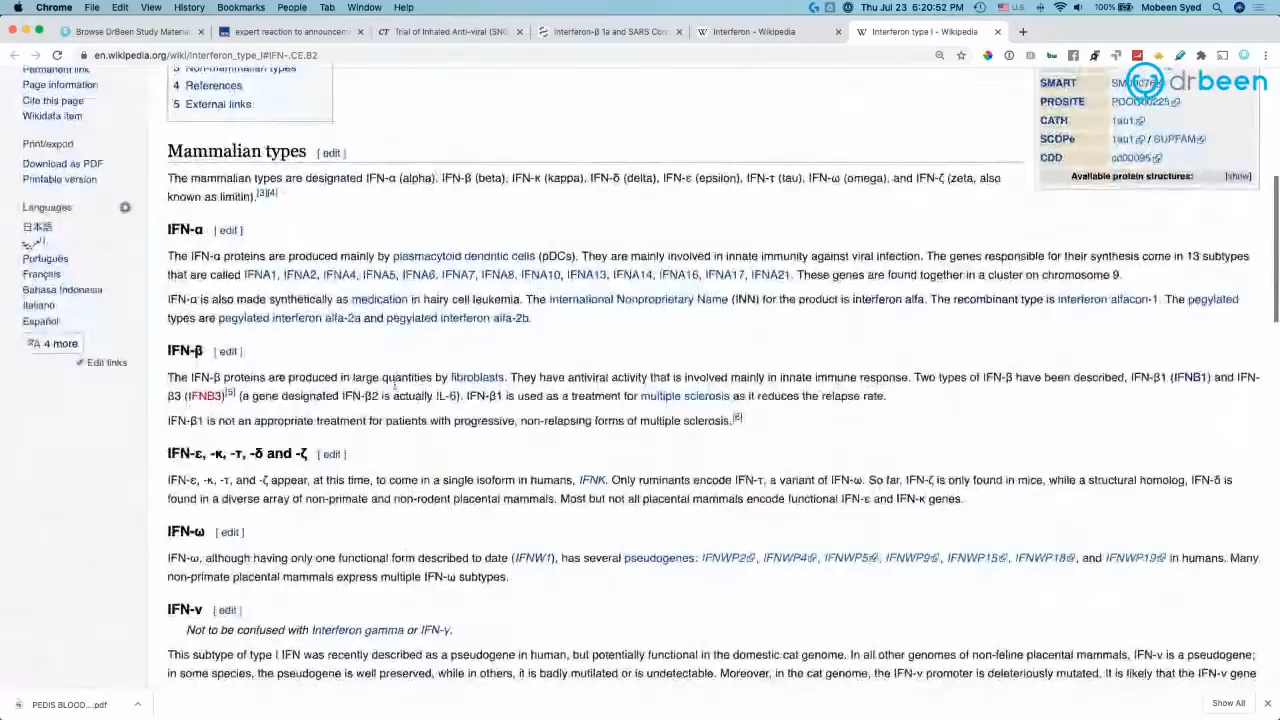 Chrome File Edit View History Bookmarks People Tab Window Help 100% Thu Jul 23 6:20:52 PM Mobeen Syed
Browse DrBeen Study Materia × expert reaction to announcem × CT Trial of Inhaled Anti-viral (SNG × Interferon-β 1a and SARS Coro × W Interferon - Wikipedia × W Interferon type I - Wikipedia × +
en.wikipedia.org/wiki/Interferon_type_I#IFN-.CE.B2
drbeen
Permanent link
Page information
Cite this page
Wikidata item
Print/export
Download as PDF
Printable version
Languages
日本語
العربية
Português
Français
Bahasa Indonesia
Italiano
Español
4 more
Edit links
3 Non-mammalian types
4 References
5 External links
SMART
PROSITE PDOC00225
CATH 1au1
SCOPe 1au1 / SUPFAM
CDD cd00095
Available protein structures: [show]
Mammalian types [ edit ]
The mammalian types are designated IFN-α (alpha), IFN-β (beta), IFN-κ (kappa), IFN-δ (delta), IFN-ε (epsilon), IFN-τ (tau), IFN-ω (omega), and IFN-ζ (zeta, also
known as limitin).[3][4]
IFN-α [ edit ]
The IFN-α proteins are produced mainly by plasmacytoid dendritic cells (pDCs). They are mainly involved in innate immunity against viral infection. The genes responsible for their synthesis come in 13 subtypes
that are called IFNA1, IFNA2, IFNA4, IFNA5, IFNA6, IFNA7, IFNA8, IFNA10, IFNA13, IFNA14, IFNA16, IFNA17, IFNA21. These genes are found together in a cluster on chromosome 9.
IFN-α is also made synthetically as medication in hairy cell leukemia. The International Nonproprietary Name (INN) for the product is interferon alfa. The recombinant type is interferon alfacon-1. The pegylated
types are pegylated interferon alfa-2a and pegylated interferon alfa-2b.
IFN-β [ edit ]
The IFN-β proteins are produced in large quantities by fibroblasts. They have antiviral activity that is involved mainly in innate immune response. Two types of IFN-β have been described, IFN-β1 (IFNB1) and IFN-
β3 (IFNB3)[5] (a gene designated IFN-β2 is actually IL-6). IFN-β1 is used as a treatment for multiple sclerosis as it reduces the relapse rate.
IFN-β1 is not an appropriate treatment for patients with progressive, non-relapsing forms of multiple sclerosis.[6]
IFN-ε, -κ, -τ, -δ and -ζ [ edit ]
IFN-ε, -κ, -τ, and -ζ appear, at this time, to come in a single isoform in humans, IFNK. Only ruminants encode IFN-τ, a variant of IFN-ω. So far, IFN-ζ is only found in mice, while a structural homolog, IFN-δ is
found in a diverse array of non-primate and non-rodent placental mammals. Most but not all placental mammals encode functional IFN-ε and IFN-κ genes.
IFN-ω [ edit ]
IFN-ω, although having only one functional form described to date (IFNW1), has several pseudogenes: IFNWP2, IFNWP4, IFNWP5, IFNWP9, IFNWP15, IFNWP18, and IFNWP19 in humans. Many
non-primate placental mammals express multiple IFN-ω subtypes.
IFN-ν [ edit ]
Not to be confused with Interferon gamma or IFN-γ.
This subtype of type I IFN was recently described as a pseudogene in human, but potentially functional in the domestic cat genome. In all other genomes of non-feline placental mammals, IFN-ν is a pseudogene;
in some species, the pseudogene is well preserved, while in others, it is badly mutilated or is undetectable. Moreover, in the cat genome, the IFN-ν promoter is deleteriously mutated. It is likely that the IFN-ν gene
PEDIS BLOOD....pdf
Show All